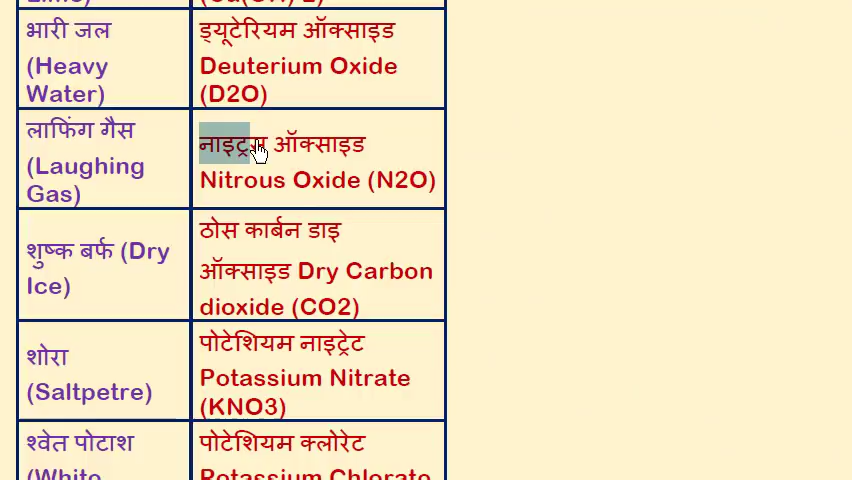 भारी जल
(Heavy
Water)
ड्यूटेरियम ऑक्साइड
Deuterium Oxide
(D2O)
लाफिंग गैस
(Laughing
Gas)
नाइट्रस ऑक्साइड
Nitrous Oxide (N2O)
शुष्क बर्फ (Dry
Ice)
ठोस कार्बन डाइ
ऑक्साइड Dry Carbon
dioxide (CO2)
शोरा
(Saltpetre)
पोटेशियम नाइट्रेट
Potassium Nitrate
(KNO3)
श्वेत पोटाश
(White
पोटेशियम क्लोरेट
Potassium Chlorate